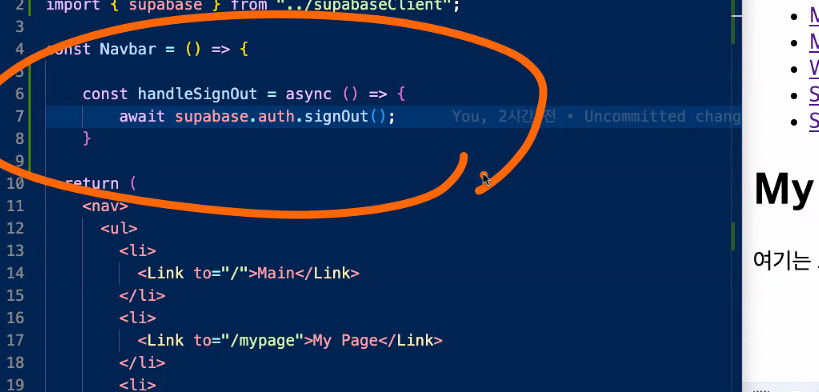 2 import { supabase } from "../supabaseClient";
3
4 const Navbar = () => {
5
6 const handleSignOut = async () => {
7 await supabase.auth.signOut(); You, 2시간 전 • Uncommitted chang
8 }
9
10 return (
11 <nav>
12 <ul>
13 <li>
14 <Link to="/">Main</Link>
15 </li>
16 <li>
17 <Link to="/mypage">My Page</Link>
18 </li>
19 <li>
M
M
W
S
S
My
여기는